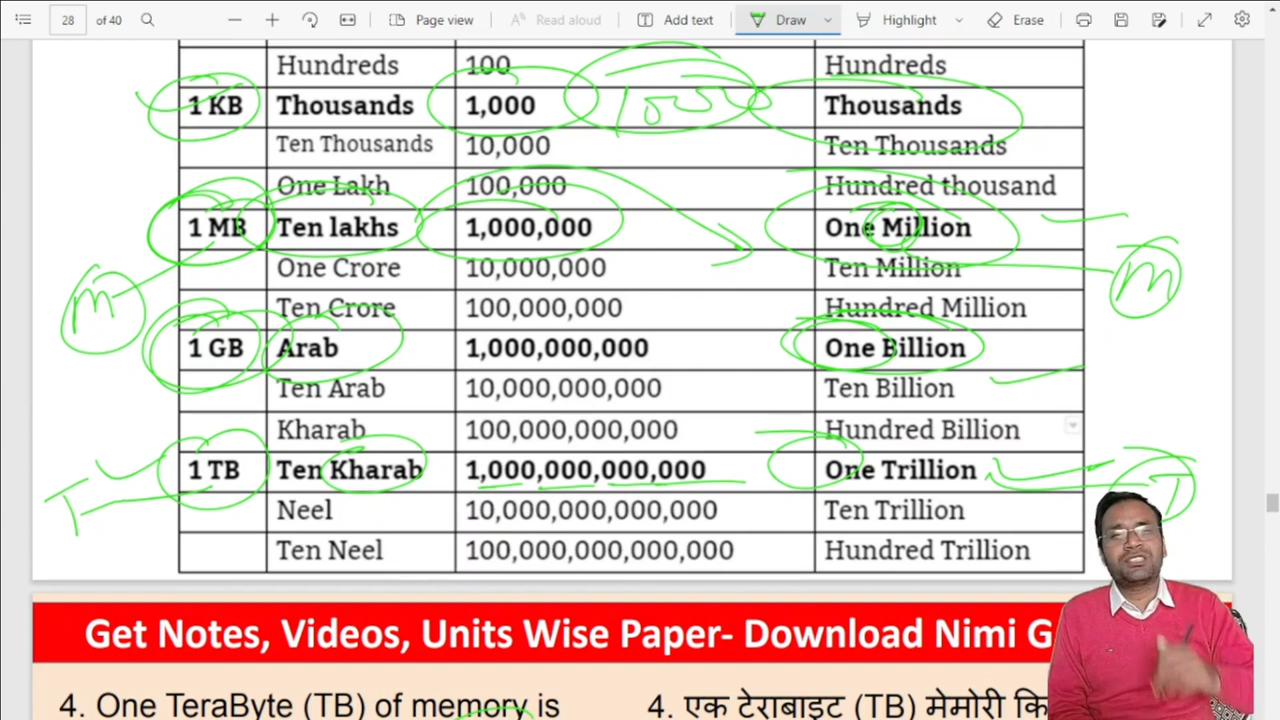 28 of 40 Page view Read aloud Add text Draw Highlight Erase
Hundreds 100 Hundreds
1 KB Thousands 1,000 1000 Thousands
Ten Thousands 10,000 Ten Thousands
One Lakh 100,000 Hundred thousand
1 MB Ten lakhs 1,000,000 One Million
One Crore 10,000,000 Ten Million
m m
Ten Crore 100,000,000 Hundred Million
1 GB Arab 1,000,000,000 One Billion
Ten Arab 10,000,000,000 Ten Billion
Kharab 100,000,000,000 Hundred Billion
1 TB Ten Kharab 1,000,000,000,000 One Trillion
T T
Neel 10,000,000,000,000 Ten Trillion
Ten Neel 100,000,000,000,000 Hundred Trillion
Get Notes, Videos, Units Wise Paper- Download Nimi G
4. One TeraByte (TB) of memory is
4. एक टेराबाइट (TB) मेमोरी कि